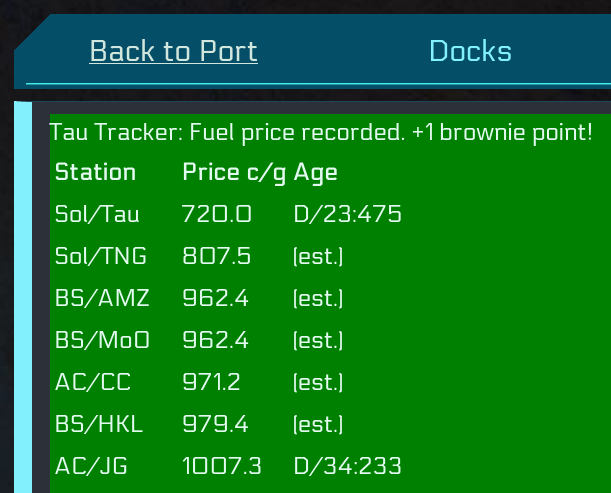 Back to Port Docks
Tau Tracker: Fuel price recorded. +1 brownie point!
Station Price c/g Age
Sol/Tau 720.0 D/23:475
Sol/TNG 807.5 (est.)
BS/AMZ 962.4 (est.)
BS/MoO 962.4 (est.)
AC/CC 971.2 (est.)
BS/HKL 979.4 (est.)
AC/JG 1007.3 D/34:233